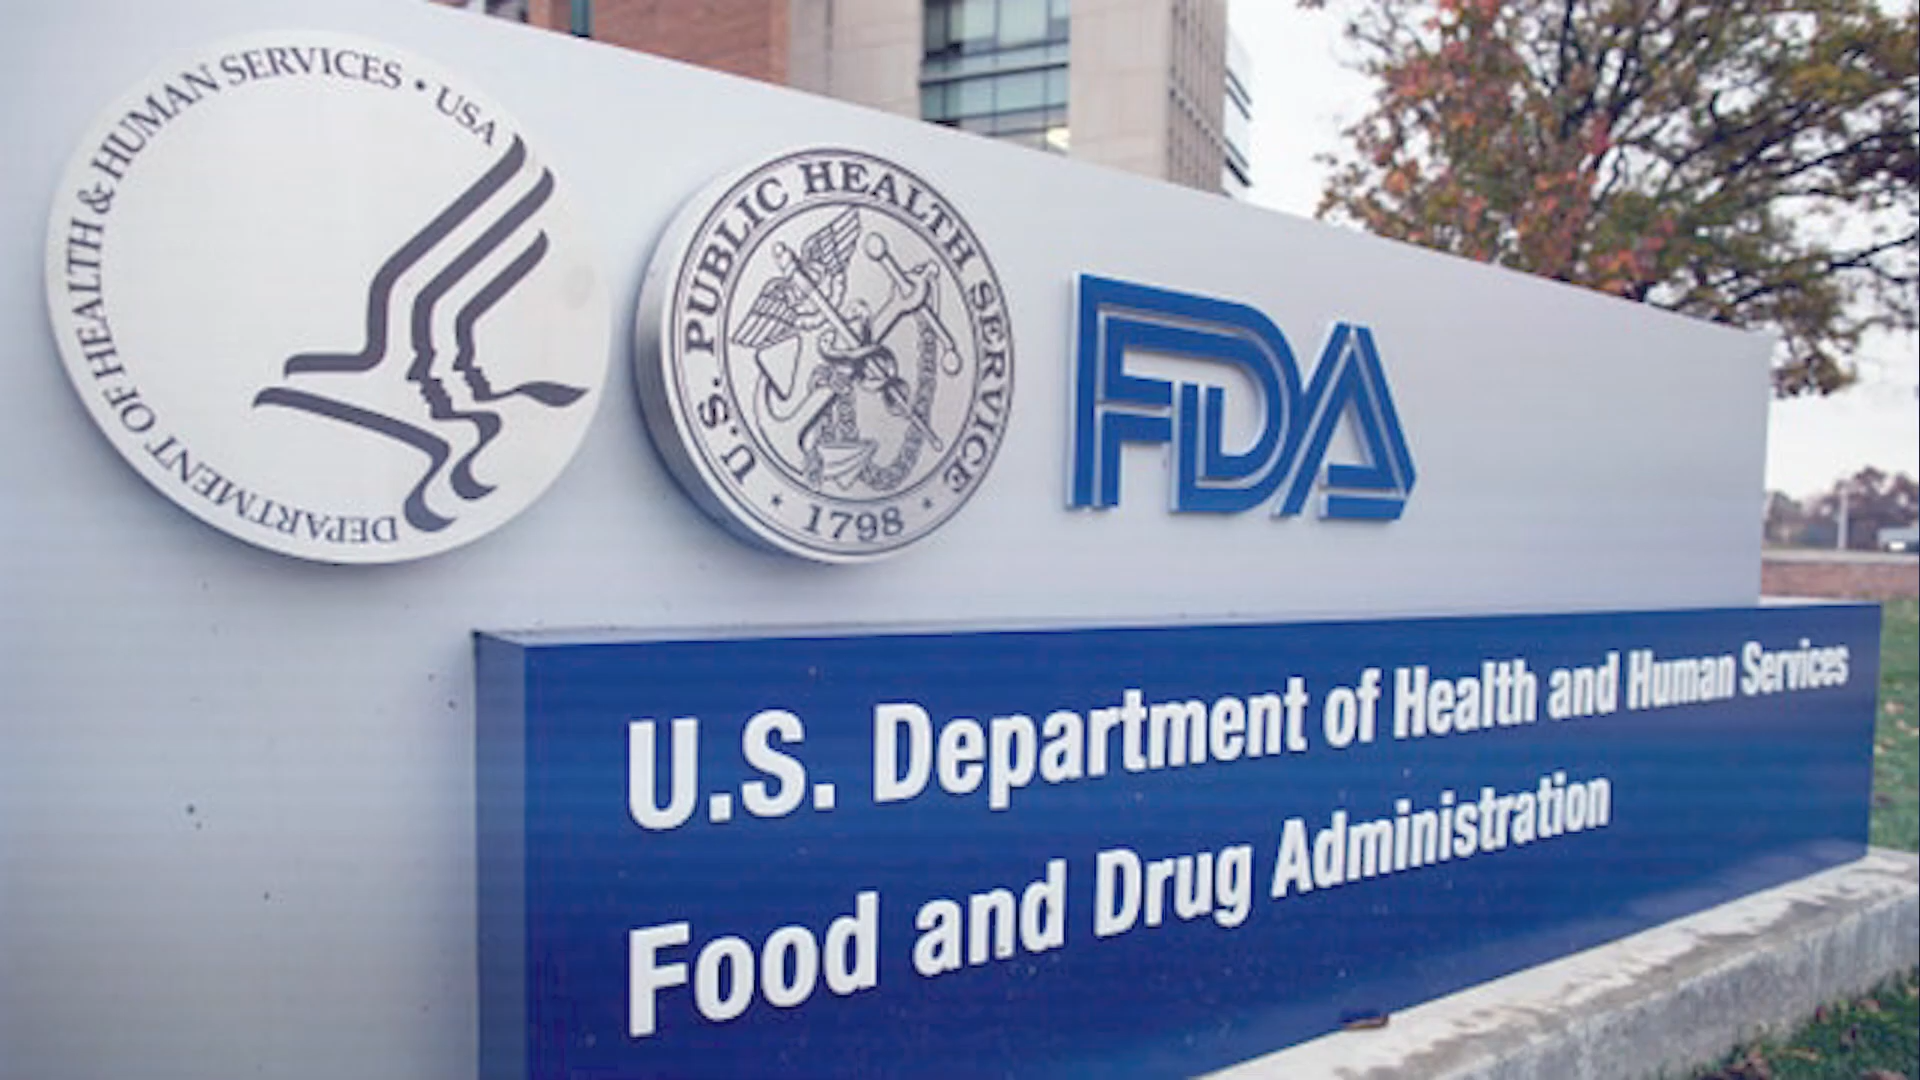 DEPARTMENT OF HEALTH & HUMAN SERVICES • USA
U.S. PUBLIC HEALTH SERVICE
1798
FDA
U.S. Department of Health and Human Services
Food and Drug Administration